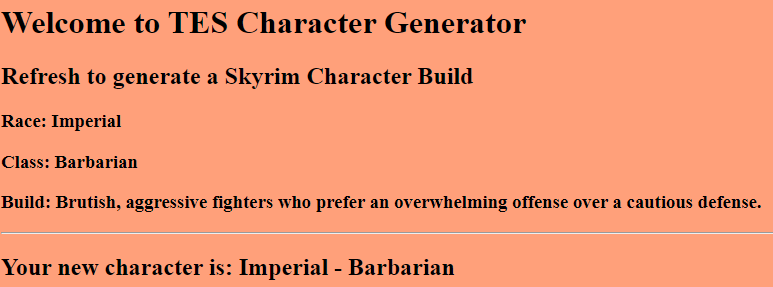 Welcome to TES Character Generator
Refresh to generate a Skyrim Character Build
Race: Imperial
Class: Barbarian
Build: Brutish, aggressive fighters who prefer an overwhelming offense over a cautious defense.
Your new character is: Imperial - Barbarian